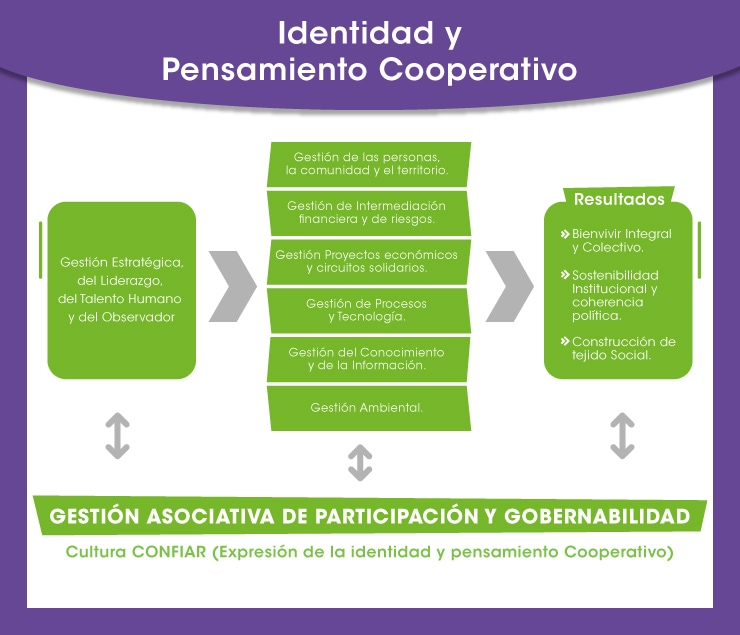 Identidad y
Pensamiento Cooperativo
Gestión Estratégica,
del Liderazgo,
del Talento Humano
y del Observador
Gestión de las personas,
la comunidad y el territorio.
Gestión de Intermediación
financiera y de riesgos.
Gestión Proyectos económicos
y circuitos solidarios.
Gestión de Procesos
y Tecnología.
Gestión del Conocimiento
y de la Información.
Gestión Ambiental.
Resultados
Bienvivir Integral
y Colectivo.
Sostenibilidad
Institucional y
coherencia
política.
Construcción de
tejido Social.
GESTIÓN ASOCIATIVA DE PARTICIPACIÓN Y GOBERNABILIDAD
Cultura CONFIAR (Expresión de la identidad y pensamiento Cooperativo)